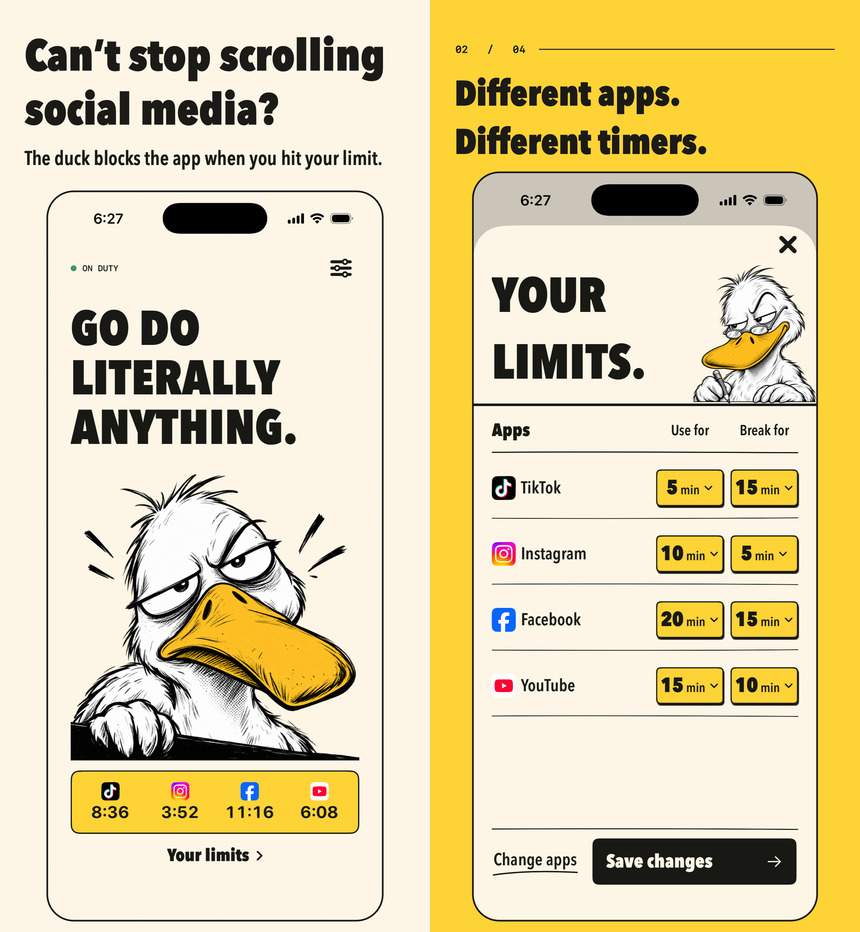 Can’t stop scrolling
social media?
The duck blocks the app when you hit your limit.
6:27
ON DUTY
GO DO
LITERALLY
ANYTHING.
8:36 3:52 11:16 6:08
Your limits >
02 / 04
Different apps.
Different timers.
6:27
YOUR
LIMITS.
Apps Use for Break for
TikTok 5 min 15 min
Instagram 10 min 5 min
Facebook 20 min 15 min
YouTube 15 min 10 min
Change apps Save changes →